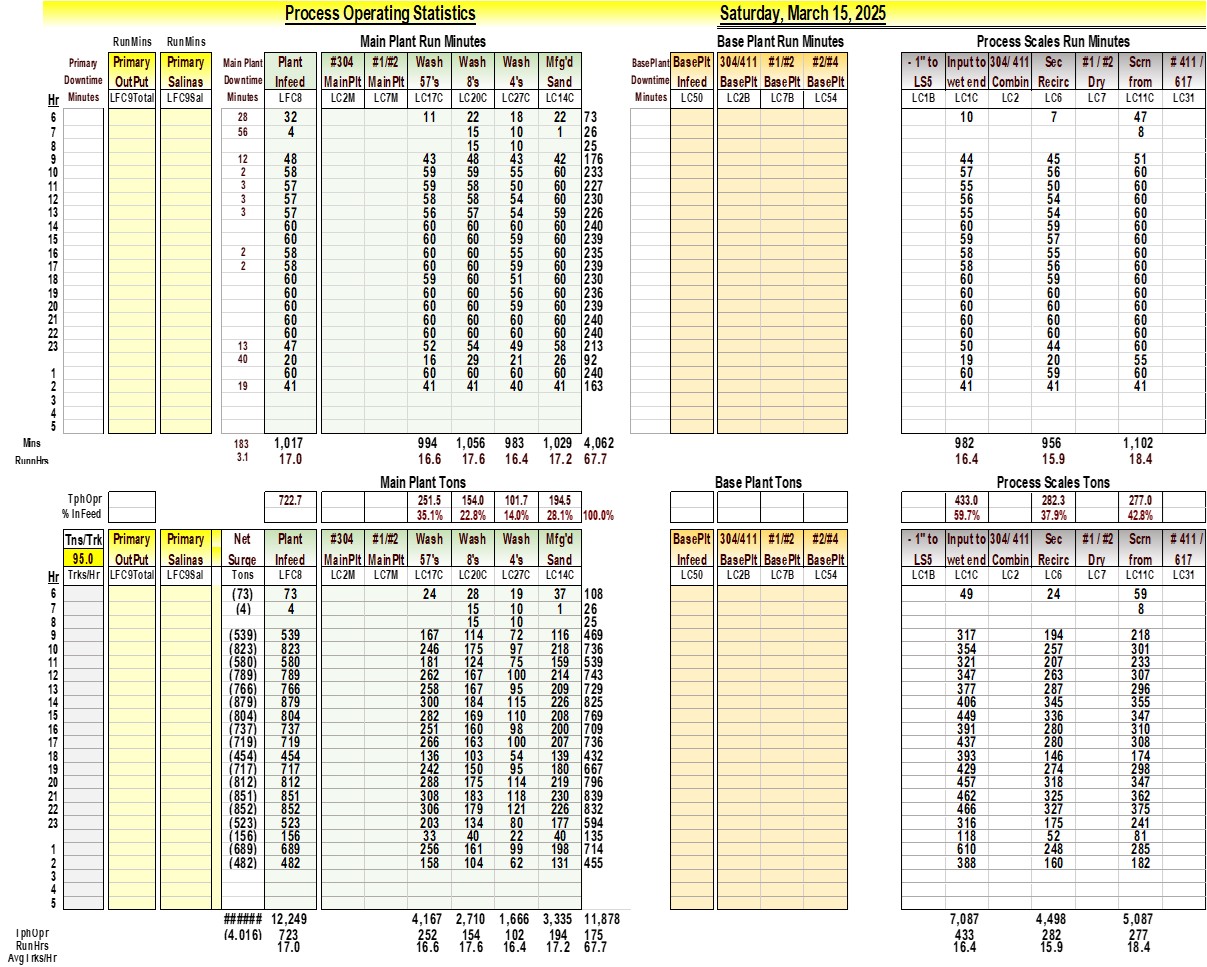 Process Operating Statistics Saturday, March 15, 2025
RunMins RunMins Main Plant Run Minutes Base Plant Run Minutes Process Scales Run Minutes
Primary Primary Primary Main Plant Plant #304 #1/#2 Wash Wash Wash Mfg'd BasePlant BasePlt 304/411 #1/#2 #2/#4 - 1" to Input to 304/ 411 Sec #1 / #2 Scrn # 411 /
Downtime OutPut Salinas Downtime Infeed MainPlt MainPlt 57's 8's 4's Sand Downtime Infeed BasePlt BasePlt BasePlt LS5 wet end Combin Recirc Dry from 617
Hr Minutes LFC9Total LFC9Sal Minutes LFC8 LC2M LC7M LC17C LC20C LC27C LC14C Minutes LC50 LC2B LC7B LC54 LC1B LC1C LC2 LC6 LC7 LC11C LC31
6 28 32 11 22 18 22 73 10 7 47
7 56 4 15 10 1 26 8
8 15 10 25
9 12 48 43 48 43 42 176 44 45 51
10 2 58 59 59 55 60 233 57 56 60
11 3 57 59 58 50 60 227 55 50 60
12 3 57 58 58 54 60 230 56 54 60
13 3 57 56 57 54 59 226 55 54 60
14 60 60 60 60 60 240 60 59 60
15 60 60 60 59 60 239 59 57 60
16 2 58 60 60 55 60 235 58 55 60
17 2 58 60 60 59 60 239 58 56 60
18 60 59 60 51 60 230 60 59 60
19 60 60 60 56 60 236 60 60 60
20 60 60 60 59 60 239 60 60 60
21 60 60 60 60 60 240 60 60 60
22 60 60 60 60 60 240 60 60 60
23 13 47 52 54 49 58 213 50 44 60
40 20 16 29 21 26 92 19 20 55
1 60 60 60 60 60 240 60 59 60
2 19 41 41 41 40 41 163 41 41 41
3
4
5
Mins 183 1,017 994 1,056 983 1,029 4,062 982 956 1,102
RunnHrs 3.1 17.0 16.6 17.6 16.4 17.2 67.7 16.4 15.9 18.4
Main Plant Tons Base Plant Tons Process Scales Tons
TphOpr 722.7 251.5 154.0 101.7 194.5 433.0 282.3 277.0
% InFeed 35.1% 22.8% 14.0% 28.1% 100.0% 59.7% 37.9% 42.8%
Tns/Trk Primary Primary Net Plant #304 #1/#2 Wash Wash Wash Mfg'd BasePlt 304/411 #1/#2 #2/#4 - 1" to Input to 304/ 411 Sec #1 / #2 Scrn # 411 /
95.0 OutPut Salinas Surge Infeed MainPlt MainPlt 57's 8's 4's Sand Infeed BasePlt BasePlt BasePlt LS5 wet end Combin Recirc Dry from 617
Hr Trks/Hr LFC9Total LFC9Sal Tons LFC8 LC2M LC7M LC17C LC20C LC27C LC14C LC50 LC2B LC7B LC54 LC1B LC1C LC2 LC6 LC7 LC11C LC31
6 (73) 73 24 28 19 37 108 49 24 59
7 (4) 4 15 10 1 26 8
8 15 10 25
9 (539) 539 167 114 72 116 469 317 194 218
10 (823) 823 246 175 97 218 736 354 257 301
11 (580) 580 181 124 75 159 539 321 207 233
12 (789) 789 262 167 100 214 743 347 263 307
13 (766) 766 258 167 95 209 729 377 287 296
14 (879) 879 300 184 115 226 825 406 345 355
15 (804) 804 282 169 110 208 769 449 336 347
16 (737) 737 251 160 98 200 709 391 280 310
17 (719) 719 266 163 100 207 736 437 280 308
18 (454) 454 136 103 54 139 432 393 146 174
19 (717) 717 242 150 95 180 667 429 274 298
20 (812) 812 288 175 114 219 796 457 318 347
21 (851) 851 308 183 118 230 839 462 325 362
22 (852) 852 306 179 121 226 832 466 327 375
23 (523) 523 203 134 80 177 594 316 175 241
(156) 156 33 40 22 40 135 118 52 81
1 (689) 689 256 161 99 198 714 610 248 285
2 (482) 482 158 104 62 131 455 388 160 182
3
4
5
###### 12,249 4,167 2,710 1,666 3,335 11,878 7,087 4,498 5,087
TphOpr (4.016) 723 252 154 102 194 175 433 282 277
RunHrs 17.0 16.6 17.6 16.4 17.2 67.7 16.4 15.9 18.4
AvgTrks/Hr